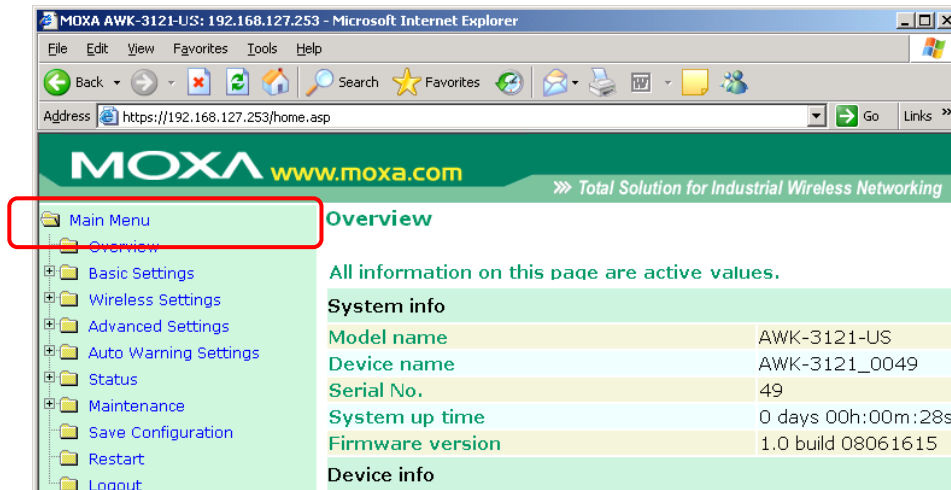 MOXA AWK-3121-US: 192.168.127.253 - Microsoft Internet Explorer
File Edit View Favorites Tools Help
Back Search Favorites
Address https://192.168.127.253/home.asp Go Links »
MOXA www.moxa.com
»» Total Solution for Industrial Wireless Networking
Main Menu
Overview
Basic Settings
Wireless Settings
Advanced Settings
Auto Warning Settings
Status
Maintenance
Save Configuration
Restart
Logout
Overview
All information on this page are active values.
System info
Model name AWK-3121-US
Device name AWK-3121_0049
Serial No. 49
System up time 0 days 00h:00m:28s
Firmware version 1.0 build 08061615
Device info